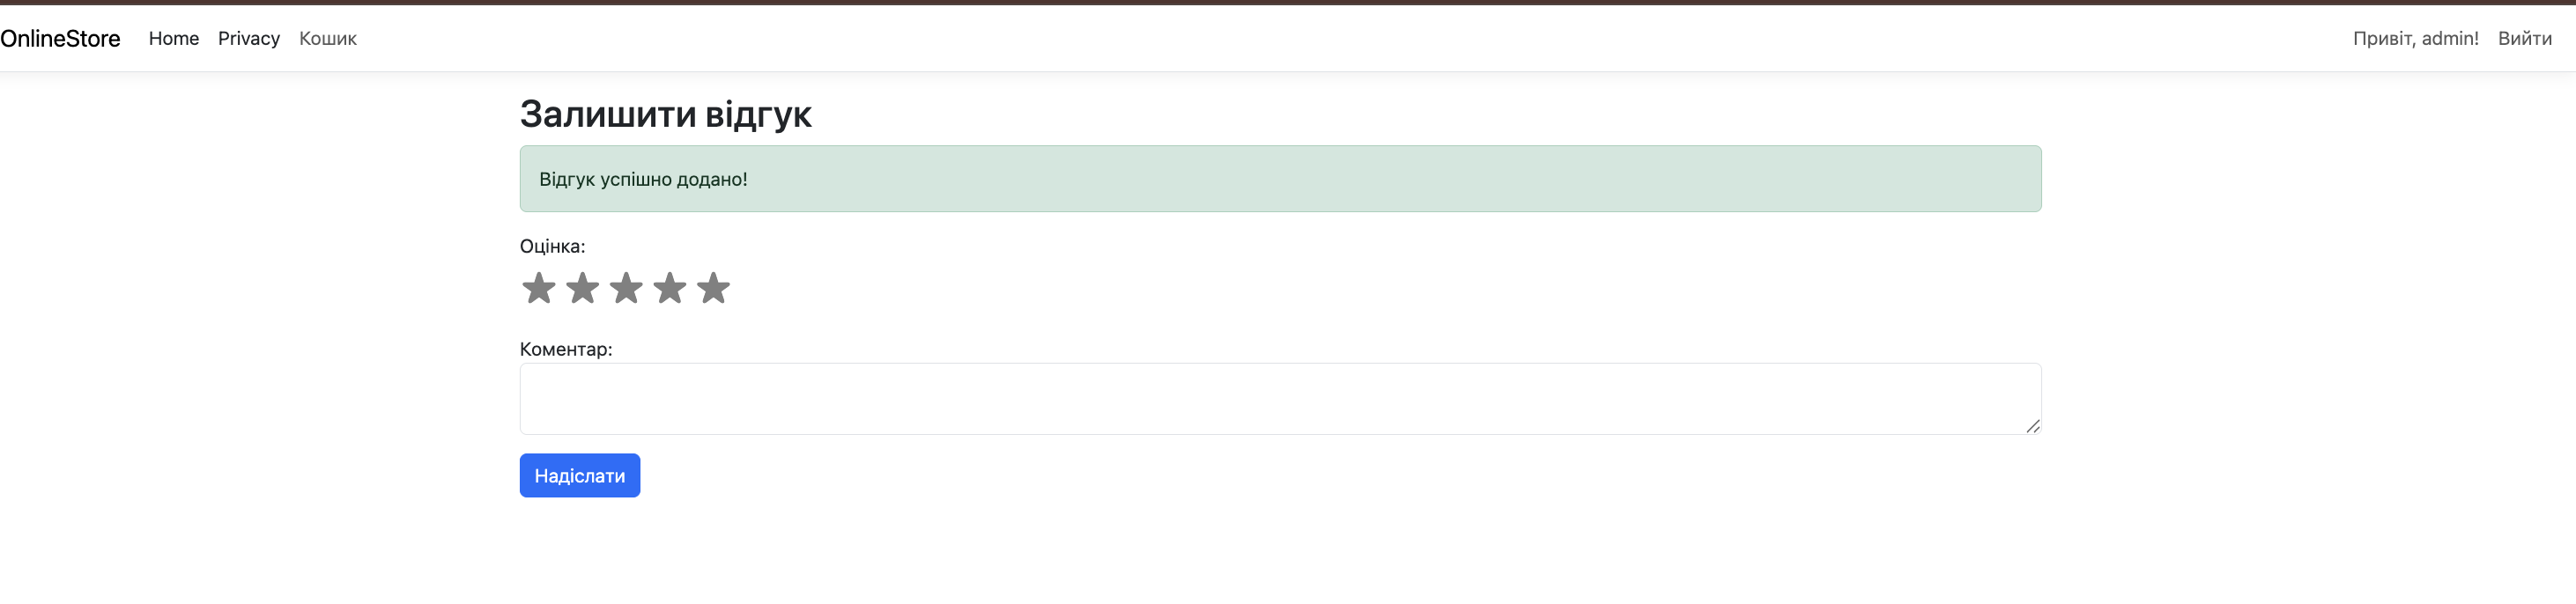 OnlineStore Home Privacy Кошик Привіт, admin! Вийти
Залишити відгук
Відгук успішно додано!
Оцінка:
Коментар:
Надіслати